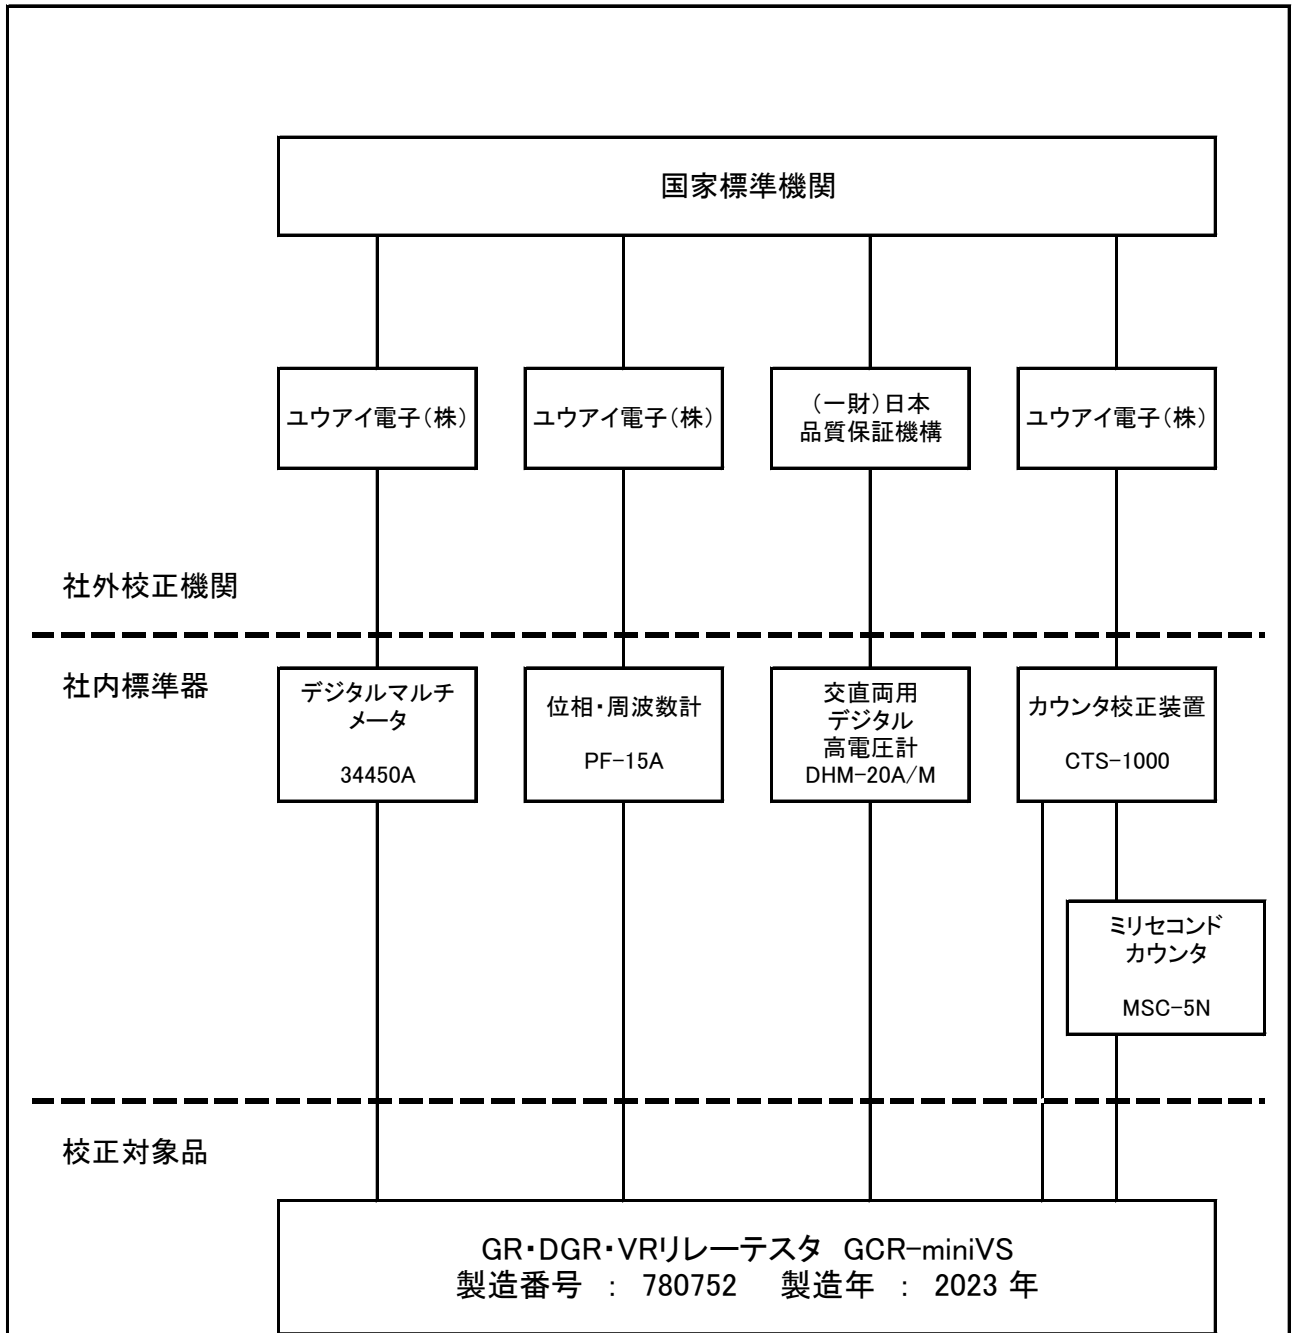 国家標準機関
ユウアイ電子(株)
ユウアイ電子(株)
(一財)日本
品質保証機構
ユウアイ電子(株)
社外校正機関
社内標準器
デジタルマルチ
メータ
34450A
位相・周波数計
PF-15A
交直両用
デジタル
高電圧計
DHM-20A/M
カウンタ校正装置
CTS-1000
ミリセコンド
カウンタ
MSC-5N
校正対象品
GR・DGR・VRリレーテスタ GCR-miniVS
製造番号 : 780752 製造年 : 2023 年